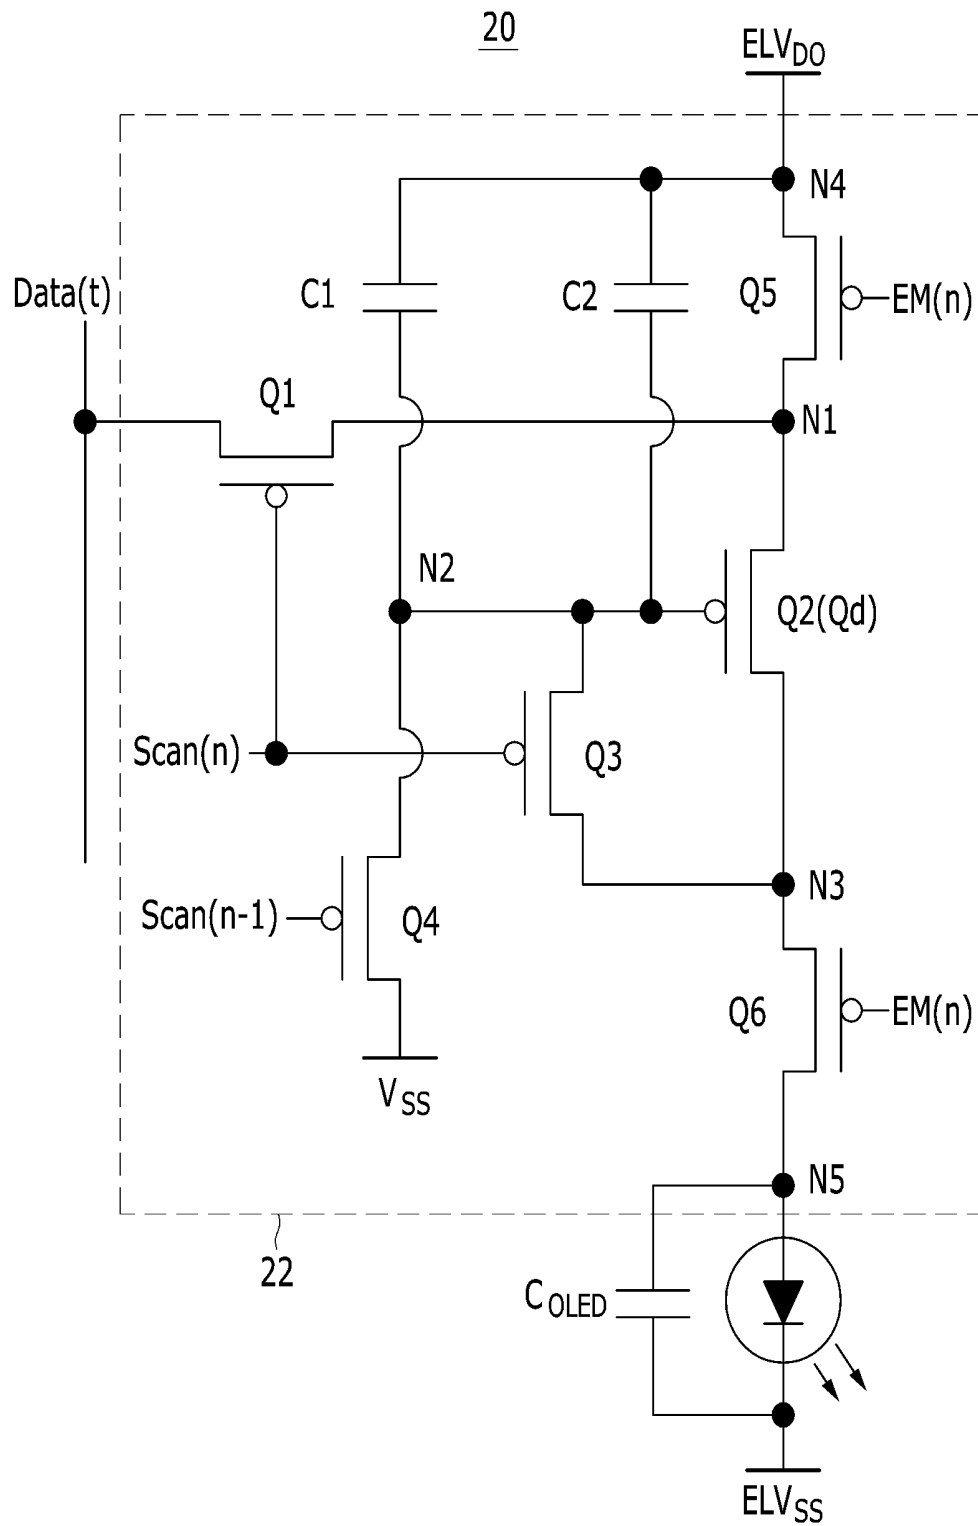 20
ELVDO
N4
Data(t)
C1
C2
Q5
EM(n)
Q1
N1
N2
Q2(Qd)
Scan(n)
Q3
N3
Scan(n-1)
Q4
Q6
EM(n)
VSS
N5
22
COLED
ELVSS